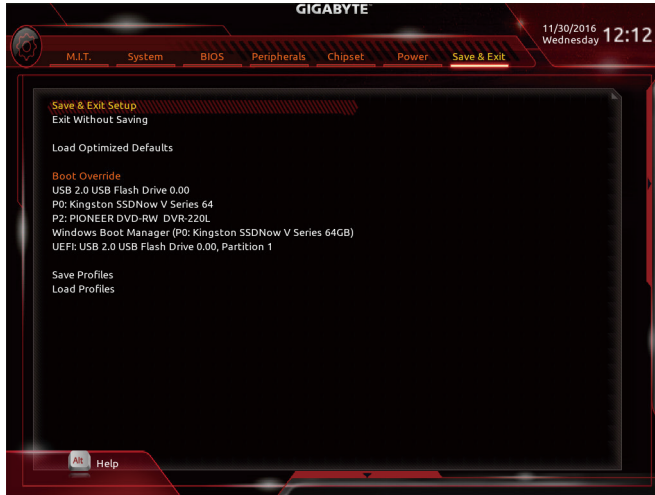 GIGABYTE™
11/30/2016
Wednesday
12:12
M.I.T. System BIOS Peripherals Chipset Power Save & Exit
Save & Exit Setup
Exit Without Saving
Load Optimized Defaults
Boot Override
USB 2.0 USB Flash Drive 0.00
P0: Kingston SSDNow V Series 64
P2: PIONEER DVD-RW DVR-220L
Windows Boot Manager (P0: Kingston SSDNow V Series 64GB)
UEFI: USB 2.0 USB Flash Drive 0.00, Partition 1
Save Profiles
Load Profiles
Alt Help